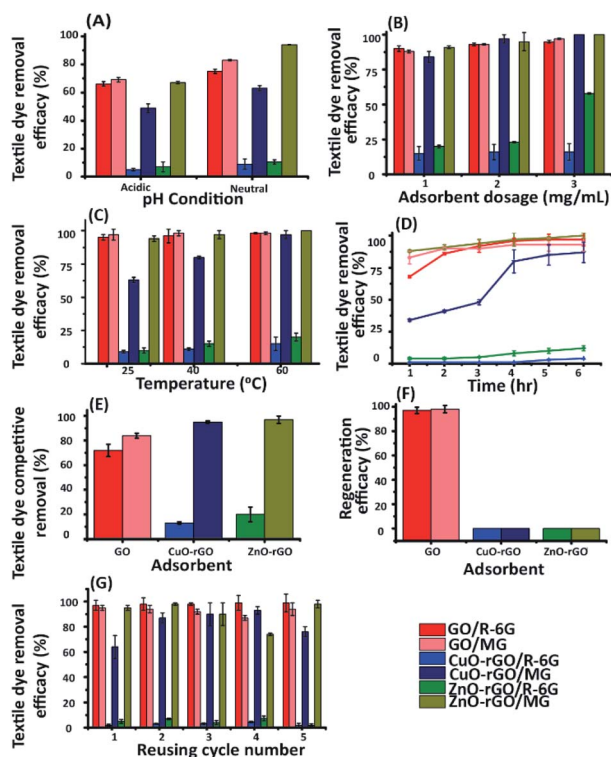 (A)
Textile dye removal
efficacy (%)
100
80
60
40
20
0
Acidic
Neutral
pH Condition
(B)
Textile dye removal
efficacy (%)
100
75
50
25
0
1
2
3
Adsorbent dosage (mg/mL)
(C)
Textile dye removal
efficacy (%)
100
75
50
25
0
25
40
60
Temperature (ºC)
(D)
Textile dye removal
efficacy (%)
100
75
50
25
0
1
2
3
4
5
6
Time (hr)
(E)
Textile dye competitive
removal (%)
100
80
60
40
20
0
GO
CuO-rGO
ZnO-rGO
Adsorbent
(F)
Regeneration
efficacy (%)
100
80
60
40
20
0
GO
CuO-rGO
ZnO-rGO
Adsorbent
(G)
Textile dye removal
efficacy (%)
100
80
60
40
20
0
1
2
3
4
5
Reusing cycle number
GO/R-6G
GO/MG
CuO-rGO/R-6G
CuO-rGO/MG
ZnO-rGO/R-6G
ZnO-rGO/MG